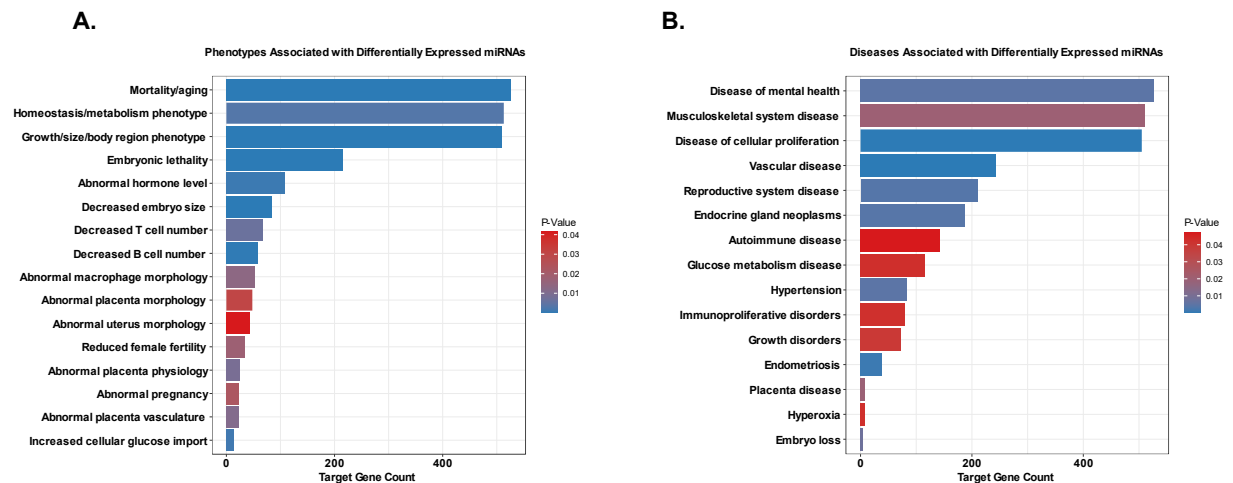 A.
Phenotypes Associated with Differentially Expressed miRNAs
Mortality/aging
Homeostasis/metabolism phenotype
Growth/size/body region phenotype
Embryonic lethality
Abnormal hormone level
Decreased embryo size
Decreased T cell number
Decreased B cell number
Abnormal macrophage morphology
Abnormal placenta morphology
Abnormal uterus morphology
Reduced female fertility
Abnormal placenta physiology
Abnormal pregnancy
Abnormal placenta vasculature
Increased cellular glucose import
0 200 400
Target Gene Count
P-Value
0.04
0.03
0.02
0.01
B.
Diseases Associated with Differentially Expressed miRNAs
Disease of mental health
Musculoskeletal system disease
Disease of cellular proliferation
Vascular disease
Reproductive system disease
Endocrine gland neoplasms
Autoimmune disease
Glucose metabolism disease
Hypertension
Immunoproliferative disorders
Growth disorders
Endometriosis
Placenta disease
Hyperoxia
Embryo loss
0 200 400
Target Gene Count
P-Value
0.04
0.03
0.02
0.01